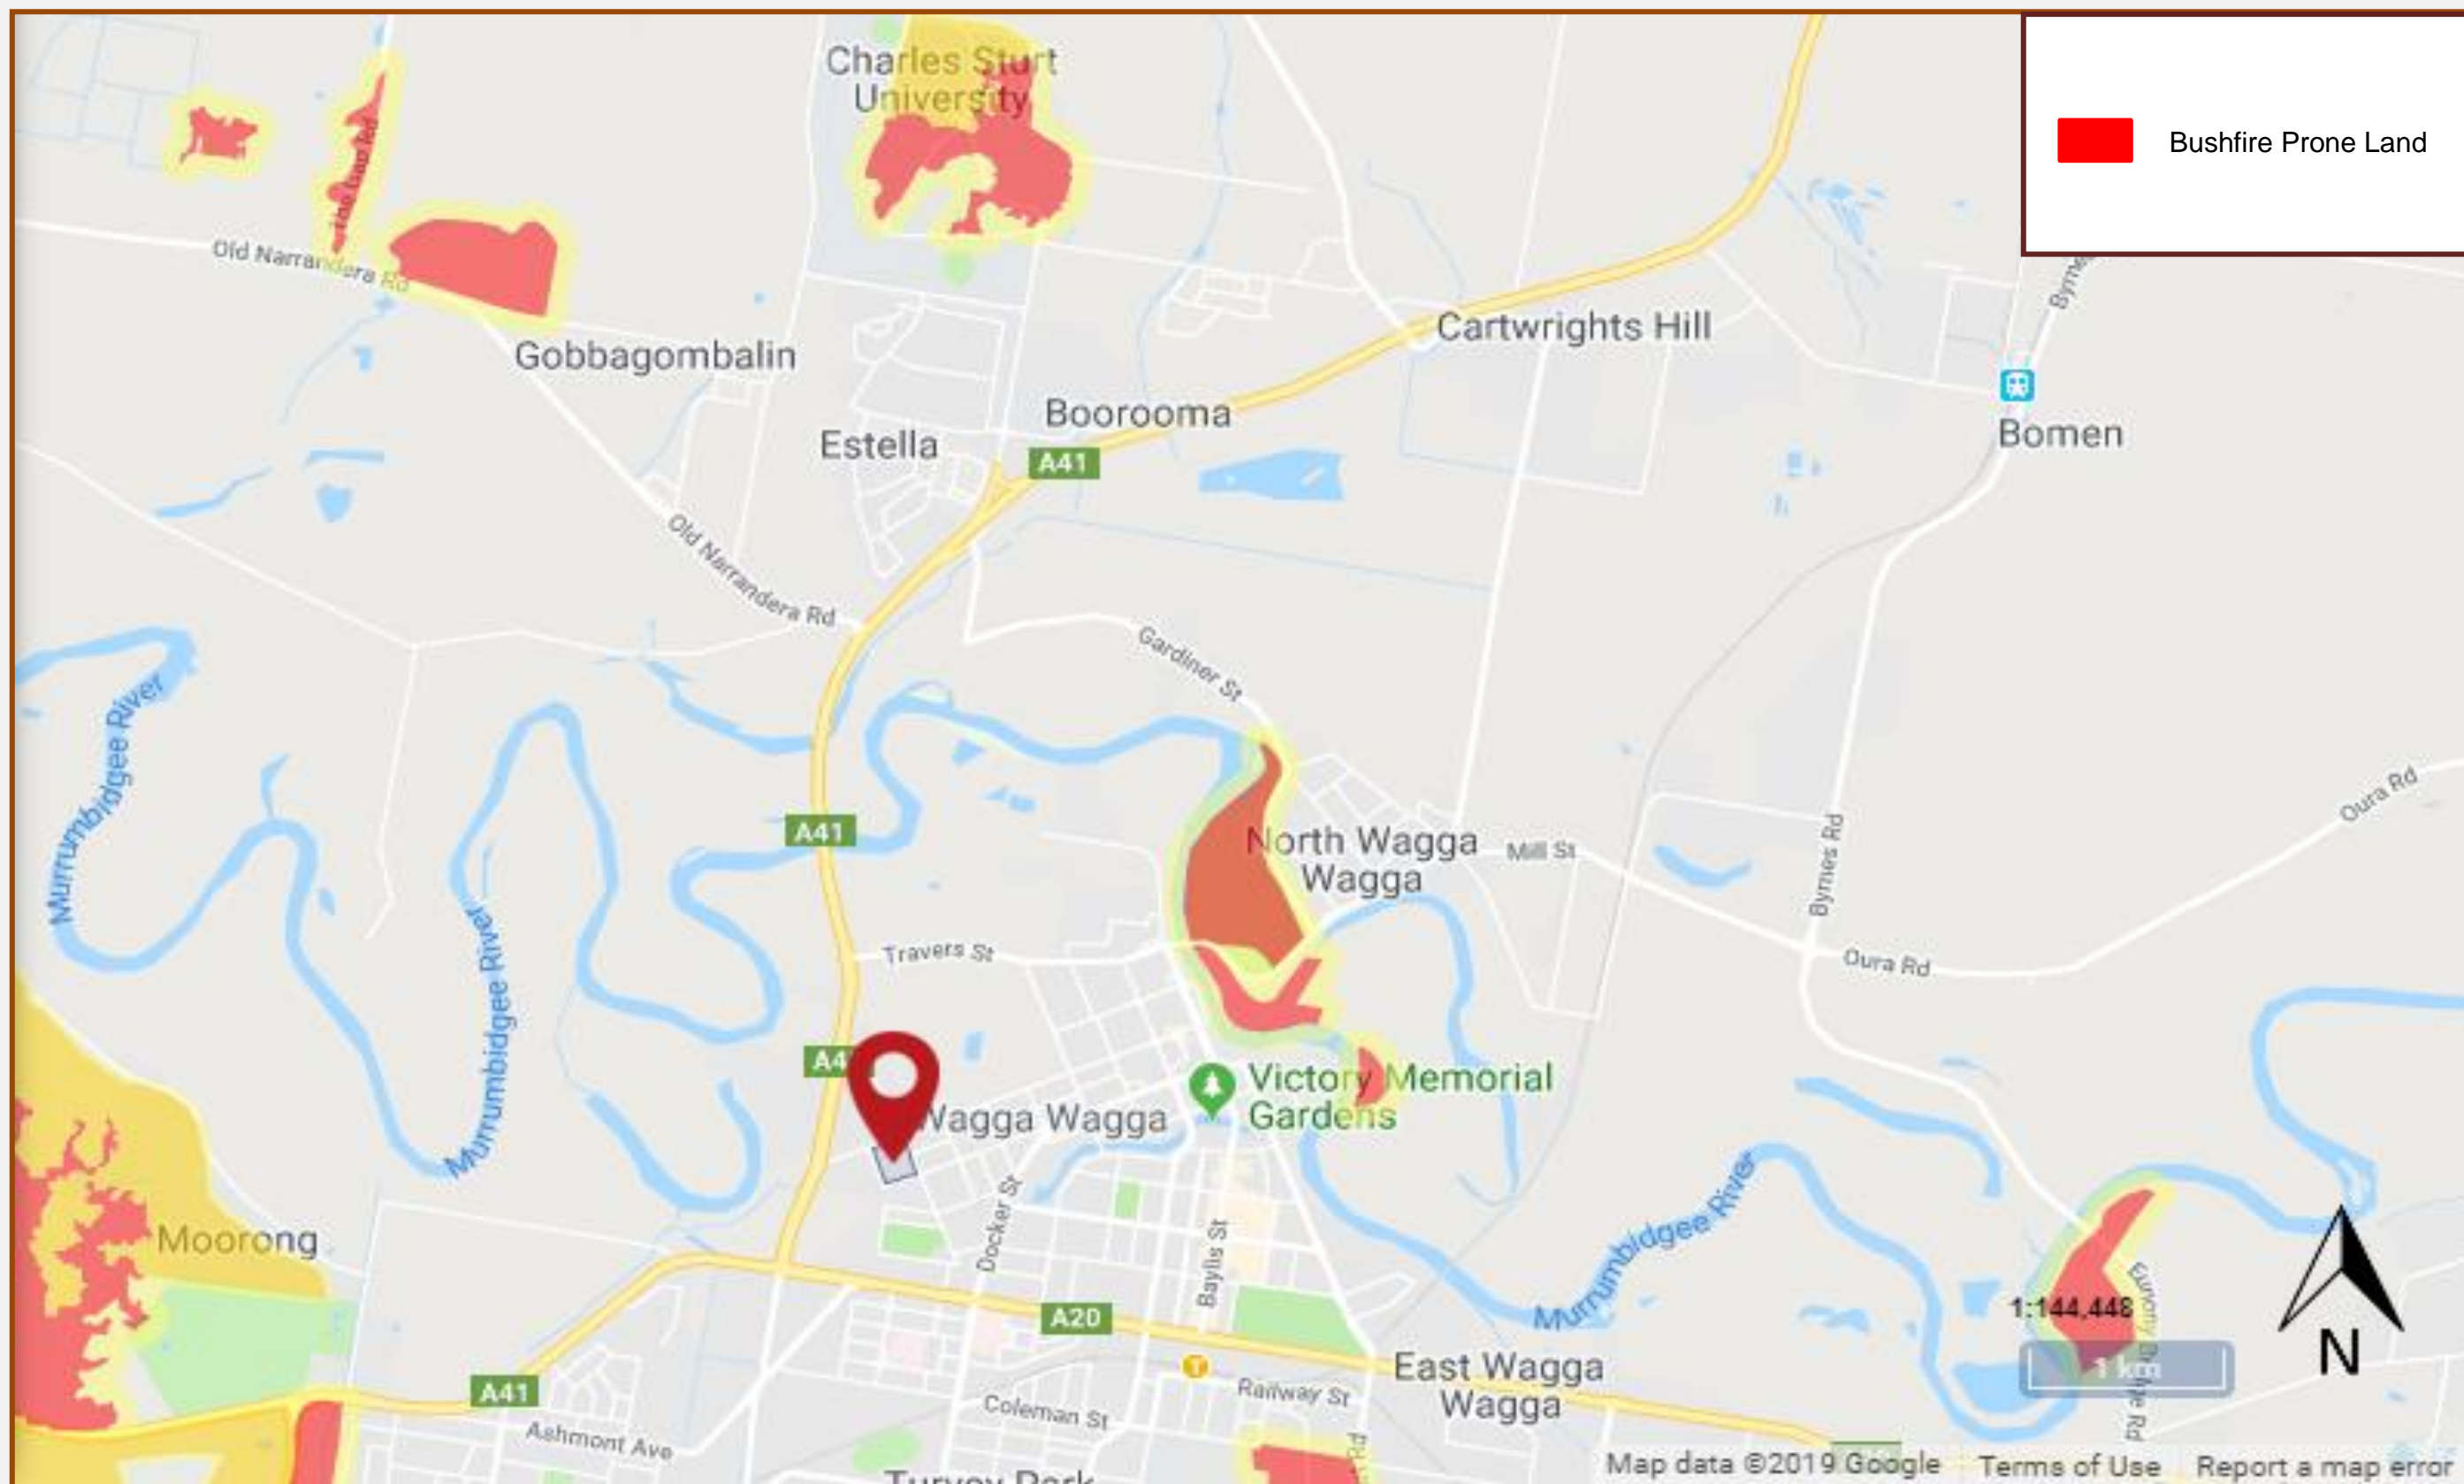 Charles Sturt
University
Bushfire Prone Land
Old Narrandera Rd
Gobbagombalin
Cartwrights Hill
Boorooma
Estella
A41
Bomen
Old Narrandera Rd
Gardiner St
Murrumbidgee River
A41
North Wagga
Wagga
Mill St
Byrnes Rd
Oura Rd
Travers St
Oura Rd
Murrumbidgee River
Victory Memorial
Gardens
Wagga Wagga
Murrumbidgee River
Docker St
Baylis St
Moorong
A20
1:144,448
1 km
N
A41
East Wagga
Wagga
Railway St
Coleman St
Ashmont Ave
Map data ©2019 Google
Terms of Use
Report a map error